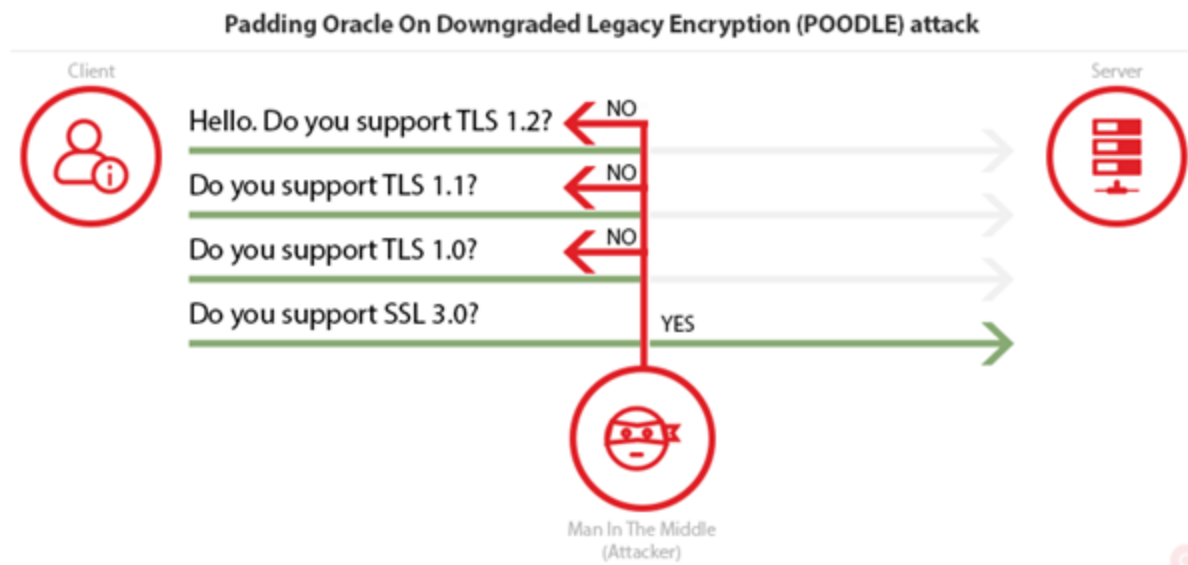 Padding Oracle On Downgraded Legacy Encryption (POODLE) attack
Client
Server
Hello. Do you support TLS 1.2?
NO
Do you support TLS 1.1?
NO
Do you support TLS 1.0?
NO
Do you support SSL 3.0?
YES
Man In The Middle
(Attacker)